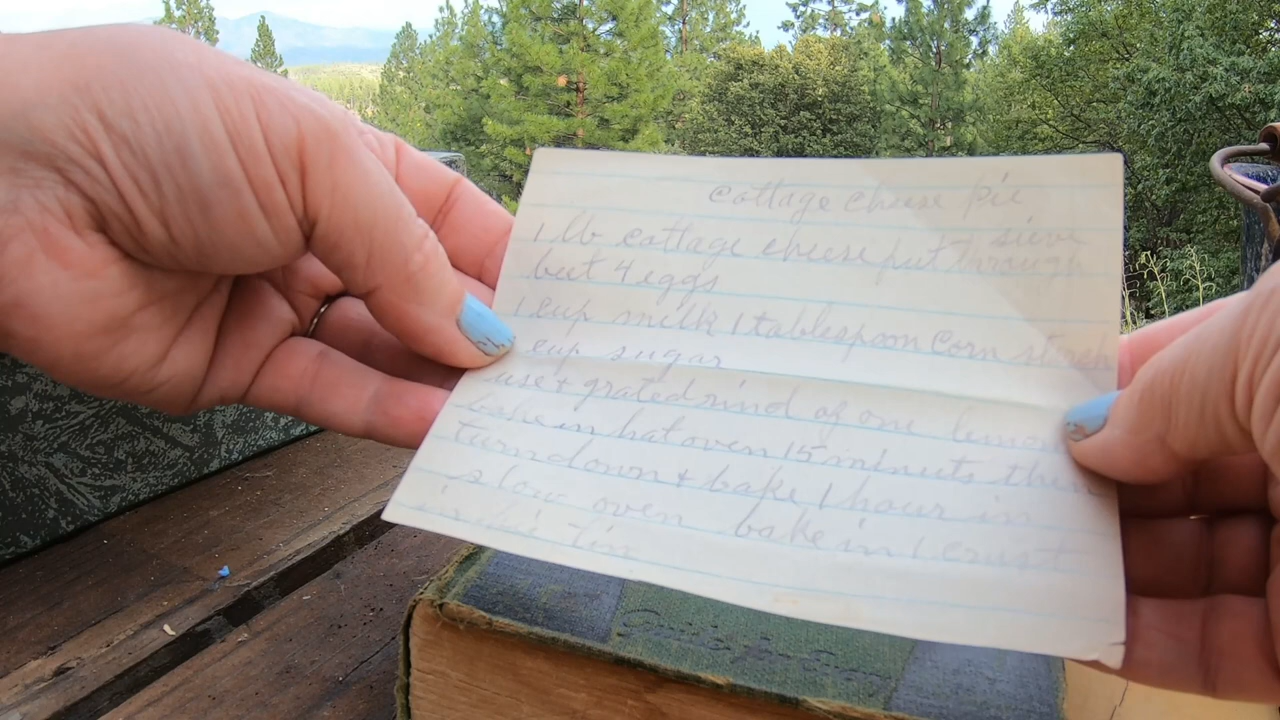 cottage cheese pie
1 lb cottage cheese put through sieve
beat 4 eggs
1 cup milk 1 tablespoon corn starch
cup sugar
use + grated rind of one lemon
bake in hot oven 15 minuts then
turn down + bake 1 hour in
slow oven bake in 1 crust
in pie tin